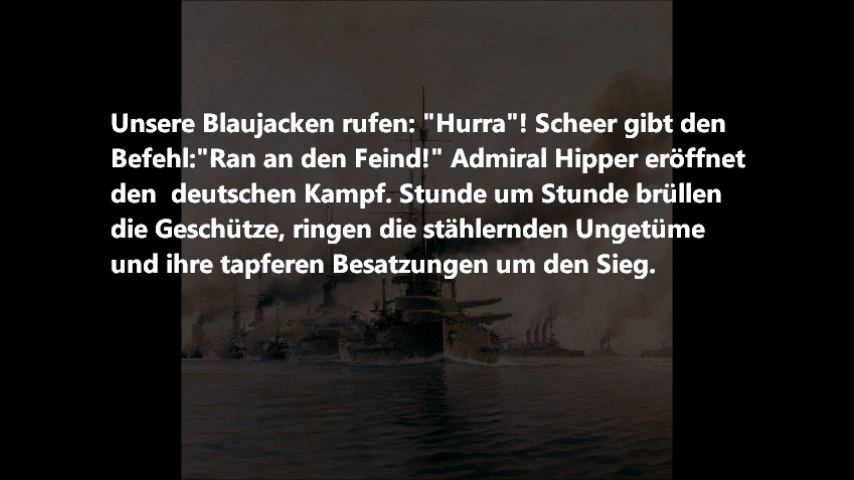 Unsere Blaujacken rufen: "Hurra"! Scheer gibt den
Befehl:"Ran an den Feind!" Admiral Hipper eröffnet
den  deutschen Kampf. Stunde um Stunde brüllen
die Geschütze, ringen die stählernden Ungetüme
und ihre tapferen Besatzungen um den Sieg.